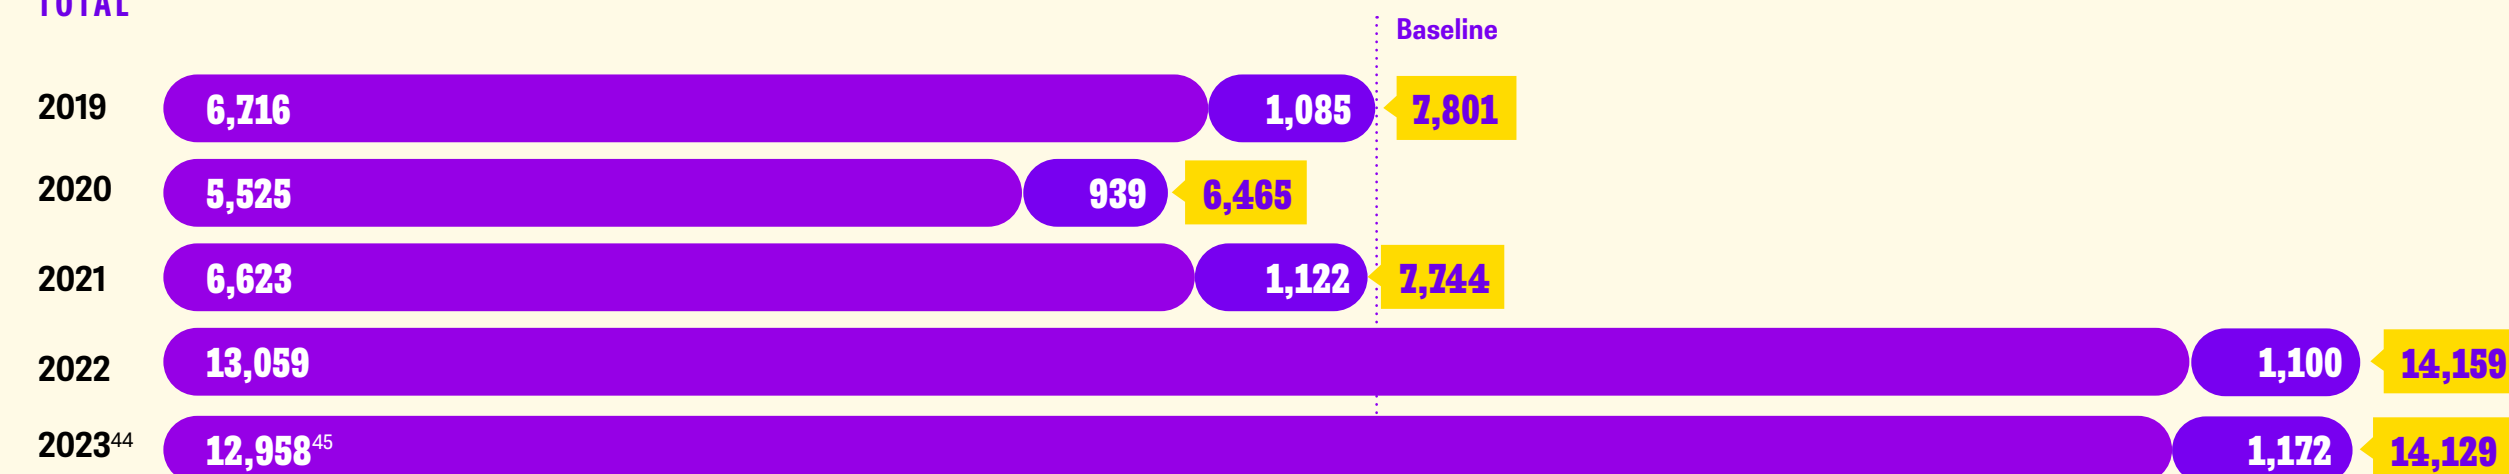 TOTAL
Baseline
2019 6,716 1,085 7,801
2020 5,525 939 6,465
2021 6,623 1,122 7,744
2022 13,059 1,100 14,159
2023⁴⁴ 12,958⁴⁵ 1,172 14,129